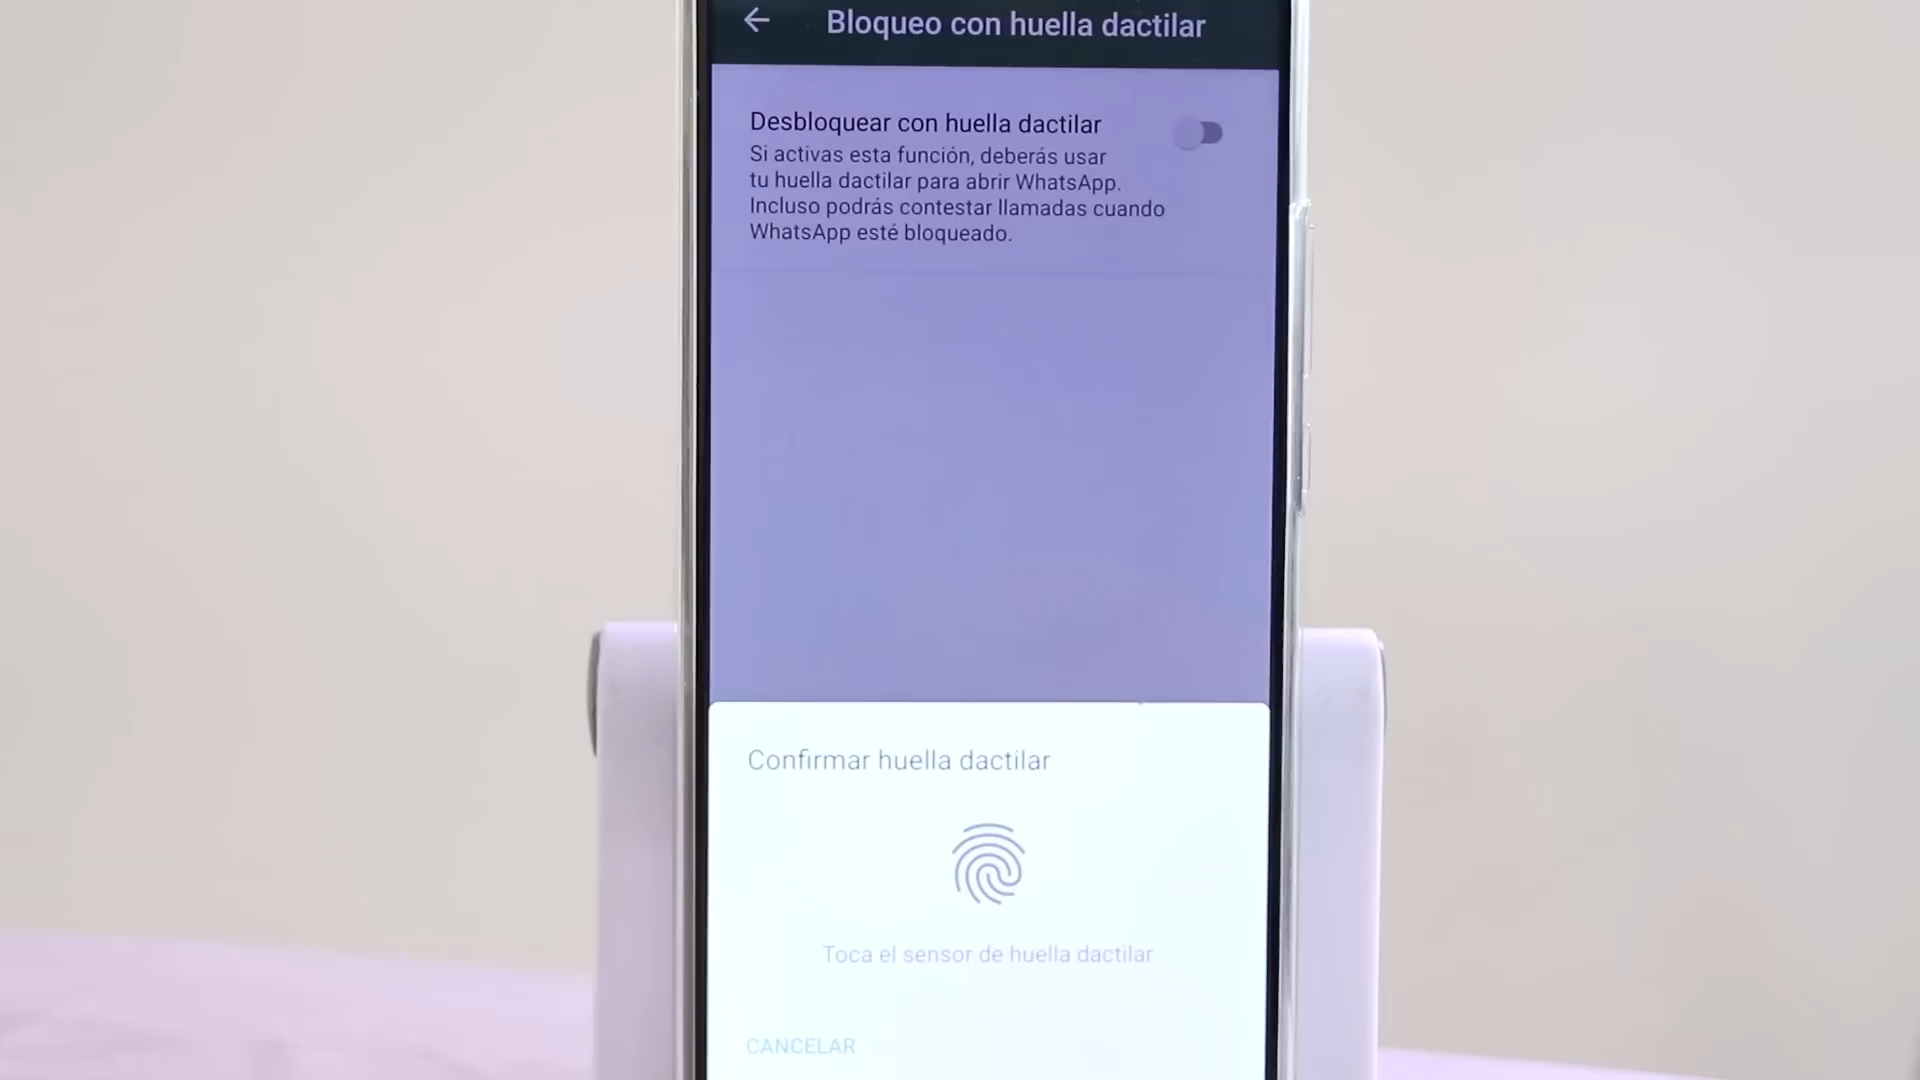 Bloqueo con huella dactilar
Desbloquear con huella dactilar
Si activas esta función, deberás usar
tu huella dactilar para abrir WhatsApp.
Incluso podrás contestar llamadas cuando
WhatsApp esté bloqueado.
Confirmar huella dactilar
Toca el sensor de huella dactilar
CANCELAR